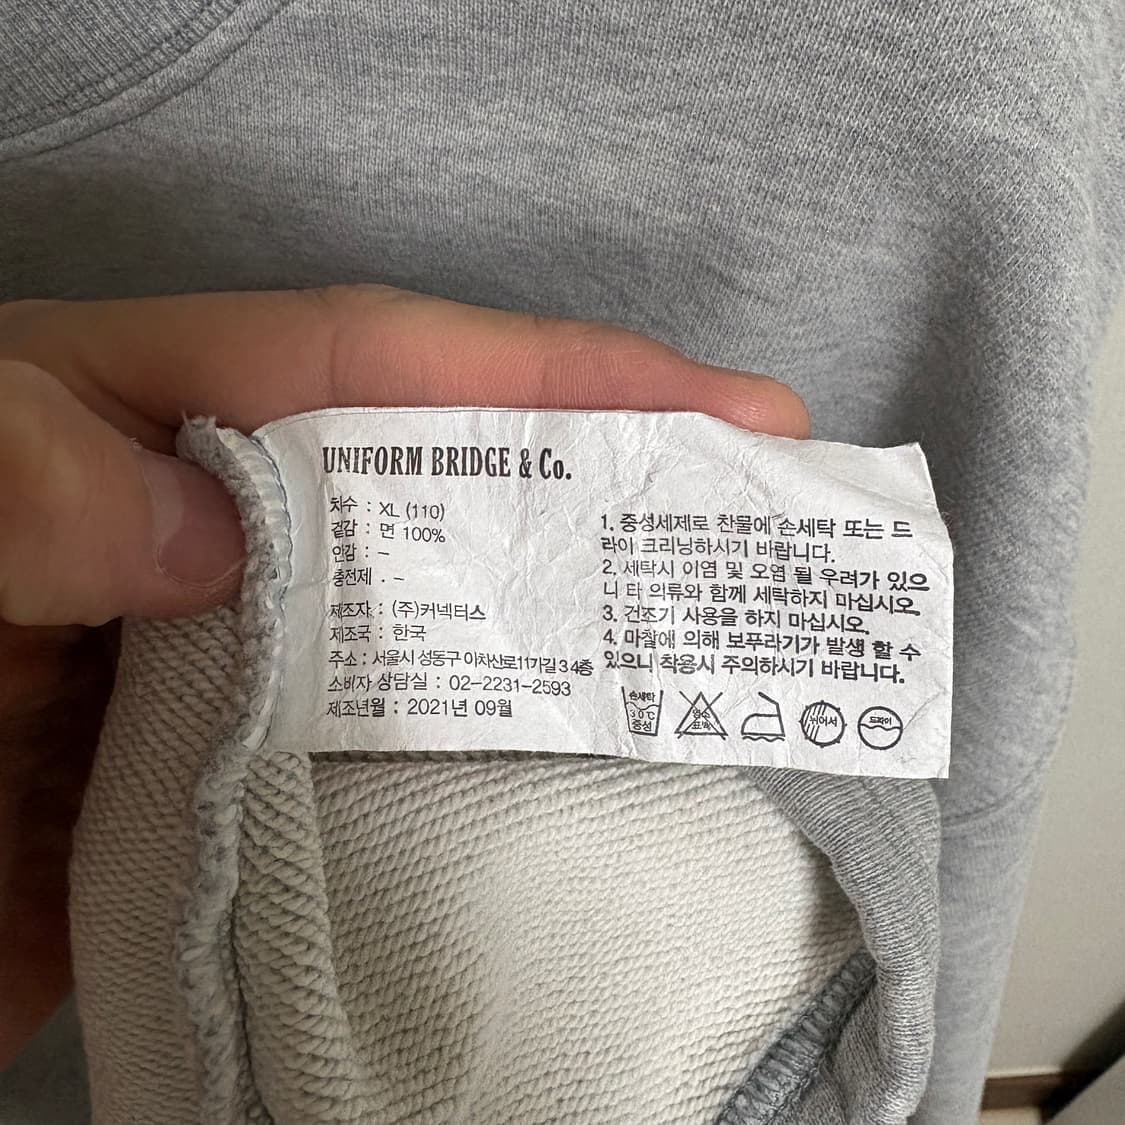 UNIFORM BRIDGE & Co.
치수 : XL (110)
겉감 : 면 100%
안감 : –
충전제 . –
제조자 : (주)커넥터스
제조국 : 한국
주소 : 서울시 성동구 이차산로11가길 3 4층
소비자 상담실 : 02-2231-2593
제조년월 : 2021년 09월
1. 중성세제로 찬물에 손세탁 또는 드
라이 크리닝하시기 바랍니다.
2. 세탁시 이염 및 오염 될 우려가 있으
니 타 의류와 함께 세탁하지 마십시오.
3. 건조기 사용을 하지 마십시오.
4. 마찰에 의해 보푸라기가 발생 할 수
있으니 착용시 주의하시기 바랍니다.
손세탁
30℃
중성
염소
표백
뉘어서
드라이